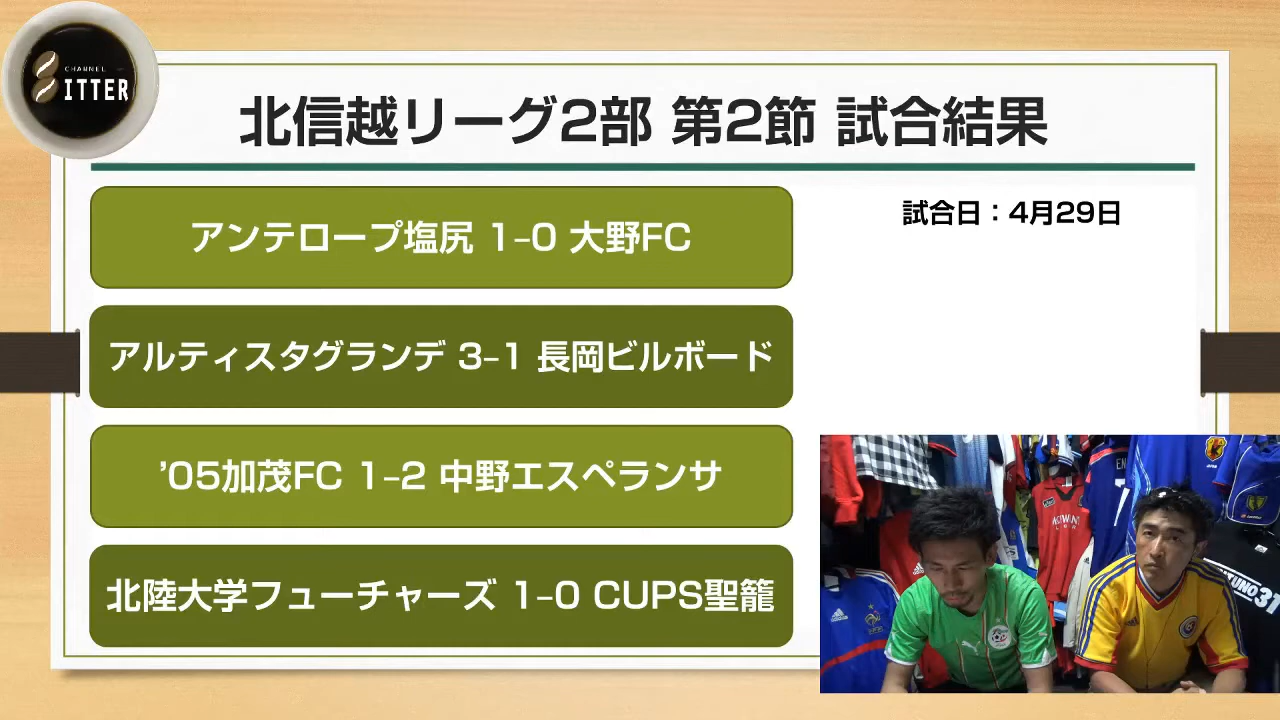 CHANNEL
BITTER
北信越リーグ2部 第2節 試合結果
試合日：4月29日
アンテロープ塩尻 1–0 大野FC
アルティスタグランデ 3–1 長岡ビルボード
’05加茂FC 1–2 中野エスペランサ
北陸大学フューチャーズ 1–0 CUPS聖籠